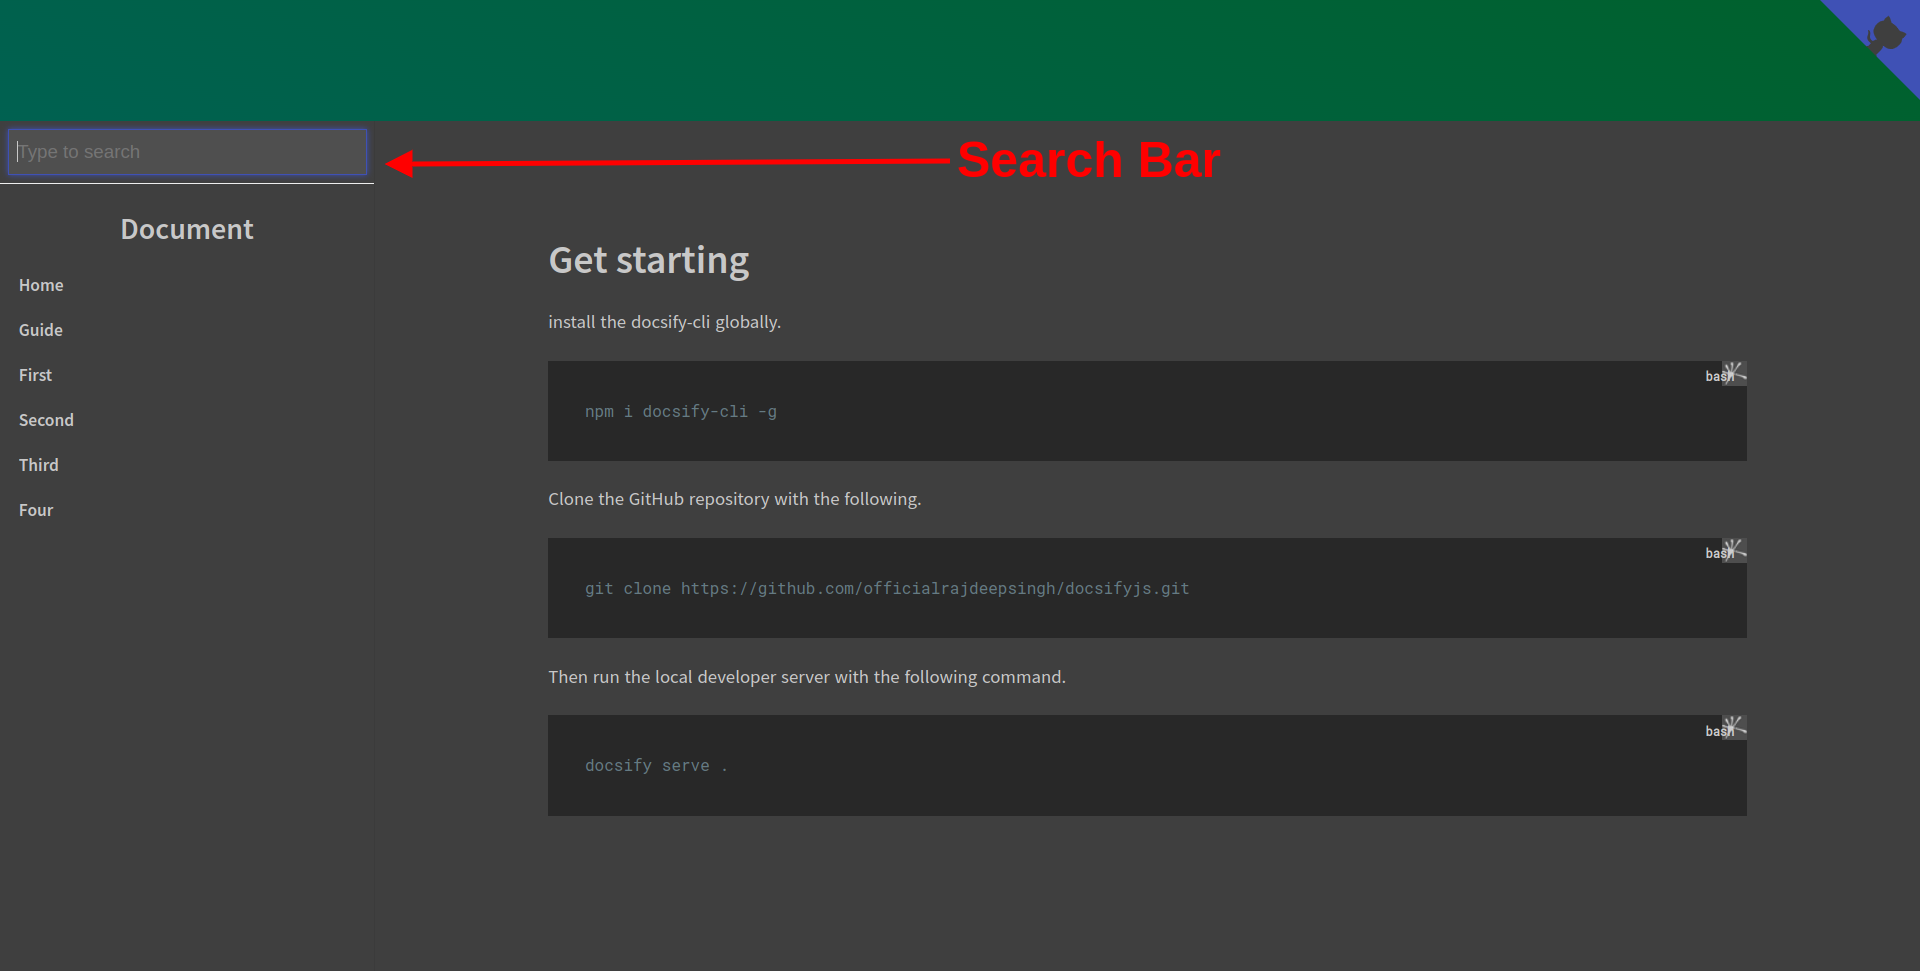 Type to search
Search Bar
Document
Home
Guide
First
Second
Third
Four
Get starting
install the docsify-cli globally.
bash
npm i docsify-cli -g
Clone the GitHub repository with the following.
bash
git clone https://github.com/officialrajdeepsingh/docsifyjs.git
Then run the local developer server with the following command.
bash
docsify serve .